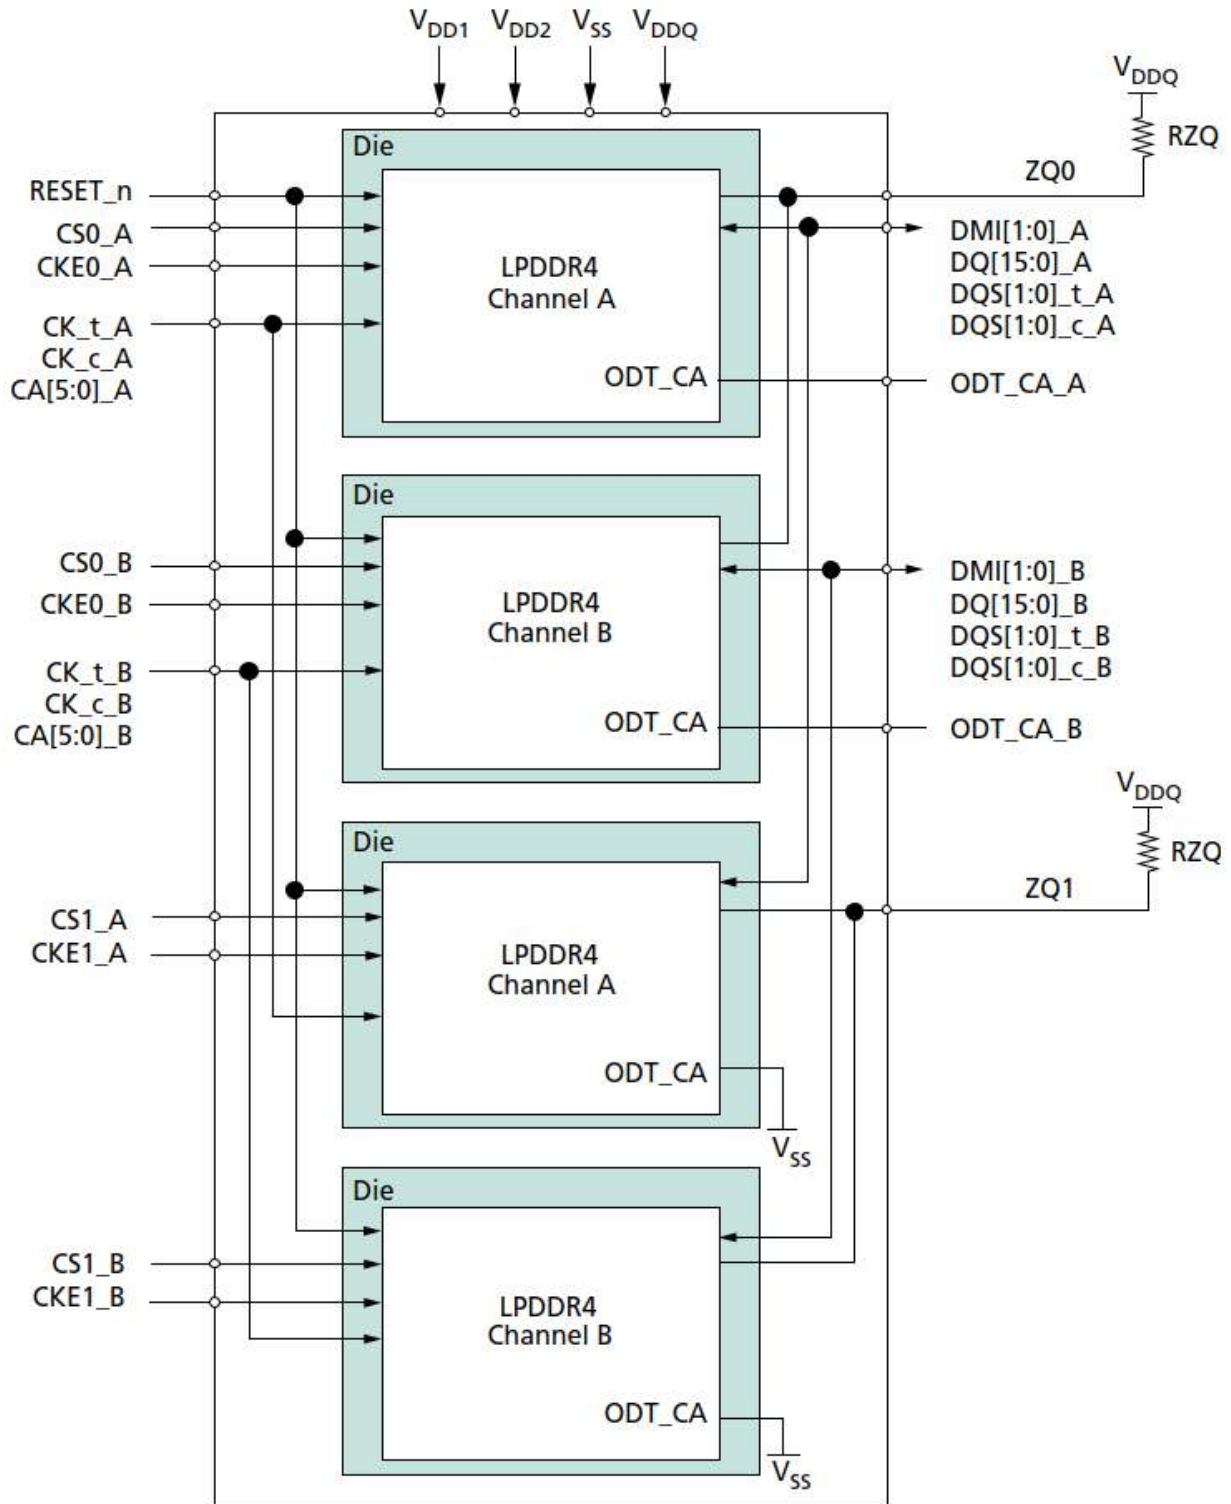 VDD1 VDD2 VSS VDDQ
VDDQ
RZQ
Die
RESET_n
ZQ0
CS0_A
DMI[1:0]_A
CKE0_A
DQ[15:0]_A
LPDDR4
Channel A
DQS[1:0]_t_A
CK_t_A
DQS[1:0]_c_A
CK_c_A
CA[5:0]_A
ODT_CA
ODT_CA_A
Die
CS0_B
DMI[1:0]_B
CKE0_B
LPDDR4
Channel B
DQ[15:0]_B
DQS[1:0]_t_B
CK_t_B
DQS[1:0]_c_B
CK_c_B
CA[5:0]_B
ODT_CA
ODT_CA_B
VDDQ
Die
RZQ
ZQ1
CS1_A
CKE1_A
LPDDR4
Channel A
ODT_CA
VSS
Die
CS1_B
CKE1_B
LPDDR4
Channel B
ODT_CA
VSS